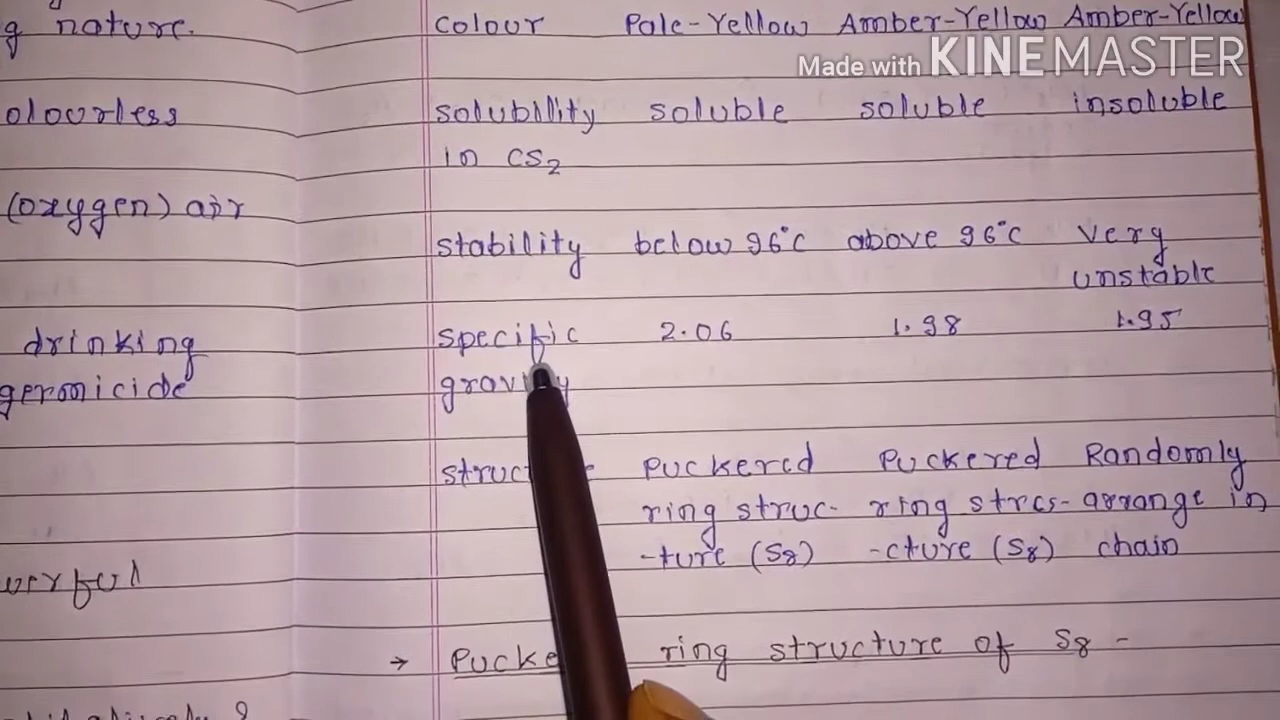 g nature.
olourless
(oxygen) air
drinking
germicide
erful
colour Pale-Yellow Amber-Yellow Amber-Yellow
Made with KINEMASTER
solubility soluble soluble insoluble
in CS2
stability below 96°C above 96°C very
unstable
specific 2.06 1.98 1.95
gravity
Puckered Puckered Randomly
ring struc- ring strcs- arrange in
-ture (S8) -cture (S8) chain
→ Pucke ring structure of S8 -